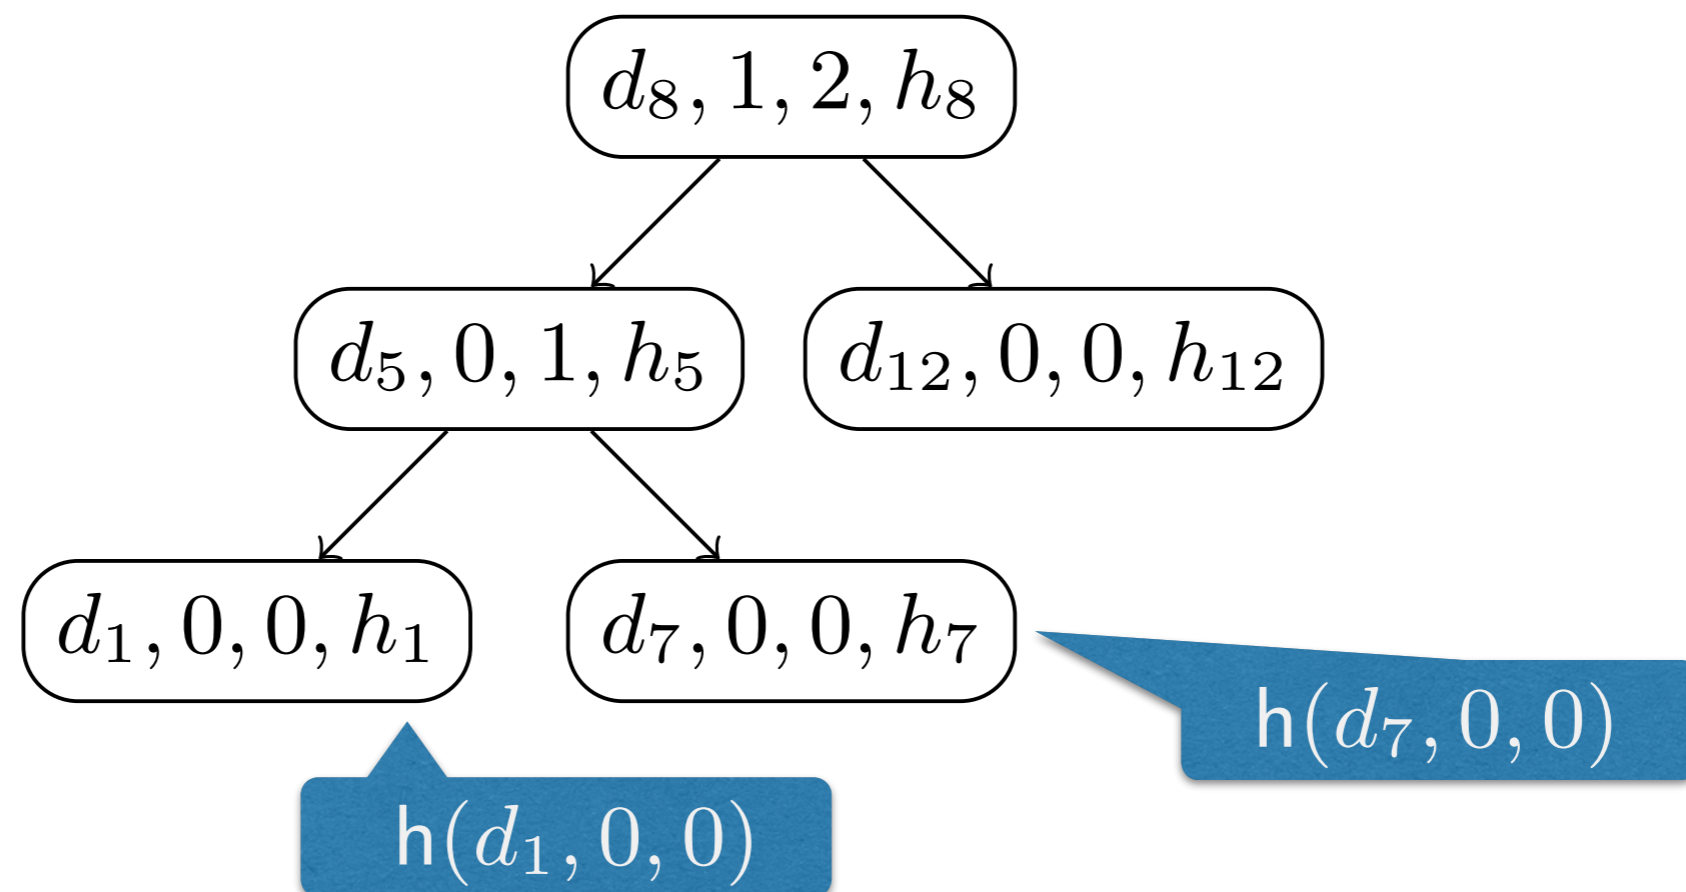 d₈, 1, 2, h₈
d₅, 0, 1, h₅
d₁₂, 0, 0, h₁₂
d₁, 0, 0, h₁
d₇, 0, 0, h₇
h(d₇, 0, 0)
h(d₁, 0, 0)